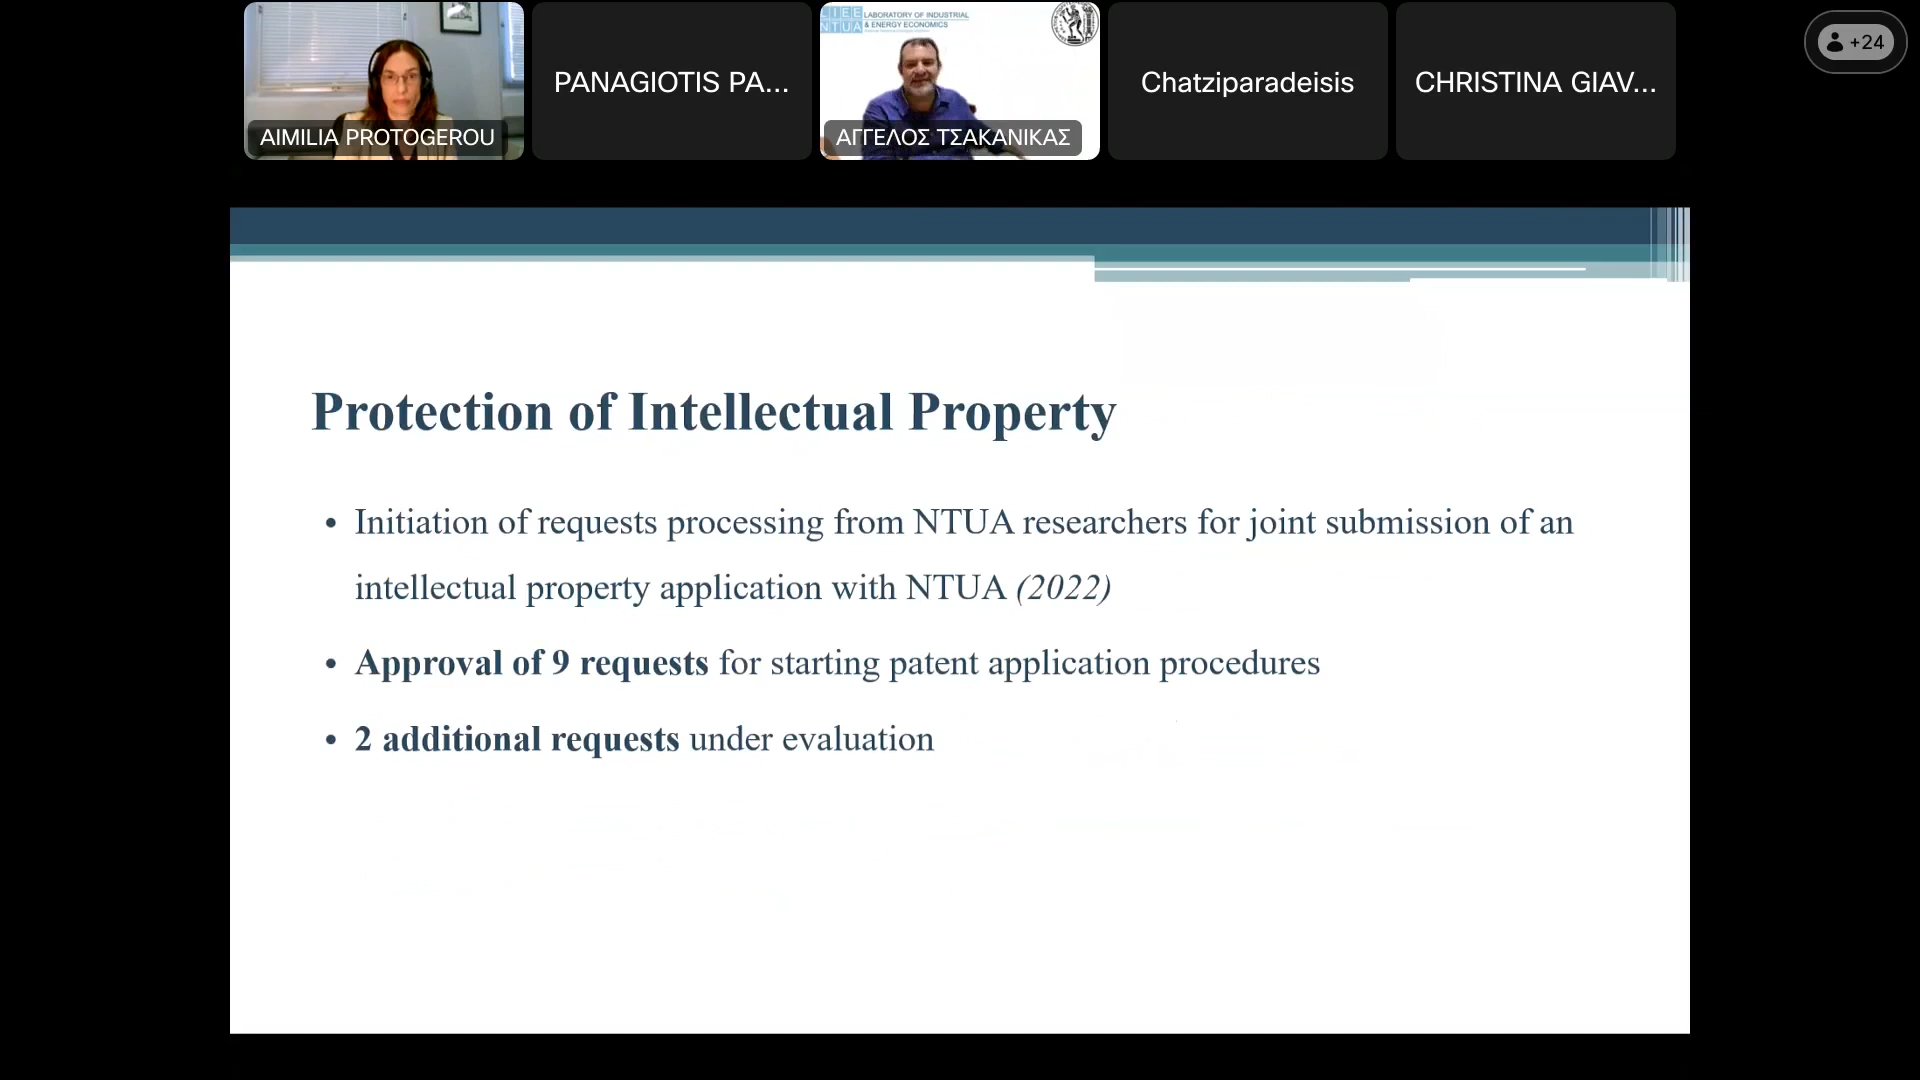 LIEE
NTUA
LABORATORY OF INDUSTRIAL
& ENERGY ECONOMICS
AIMILIA PROTOGEROU
PANAGIOTIS PA...
ΑΓΓΕΛΟΣ ΤΣΑΚΑΝΙΚΑΣ
Chatziparadeisis
CHRISTINA GIAV...
+24
Protection of Intellectual Property
• Initiation of requests processing from NTUA researchers for joint submission of an
intellectual property application with NTUA (2022)
• Approval of 9 requests for starting patent application procedures
• 2 additional requests under evaluation